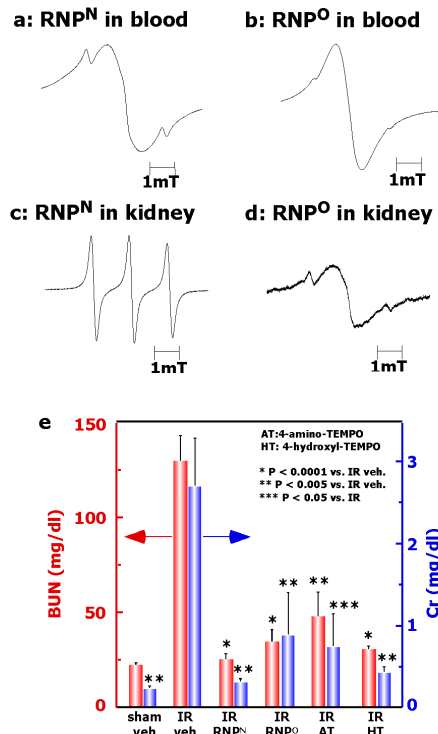 a: RNPᴺ in blood
b: RNPᴼ in blood
1mT
1mT
c: RNPᴺ in kidney
d: RNPᴼ in kidney
1mT
1mT
e
150
100
50
0
BUN (mg/dl)
AT:4-amino-TEMPO
HT: 4-hydroxyl-TEMPO
* P < 0.0001 vs. IR veh.
** P < 0.005 vs. IR veh.
*** P < 0.05 vs. IR
3
2
1
0
Cr (mg/dl)
**
*
**
*
**
**
***
*
**
sham IR IR IR IR IR
veh veh RNPᴺ RNPᴼ AT HT